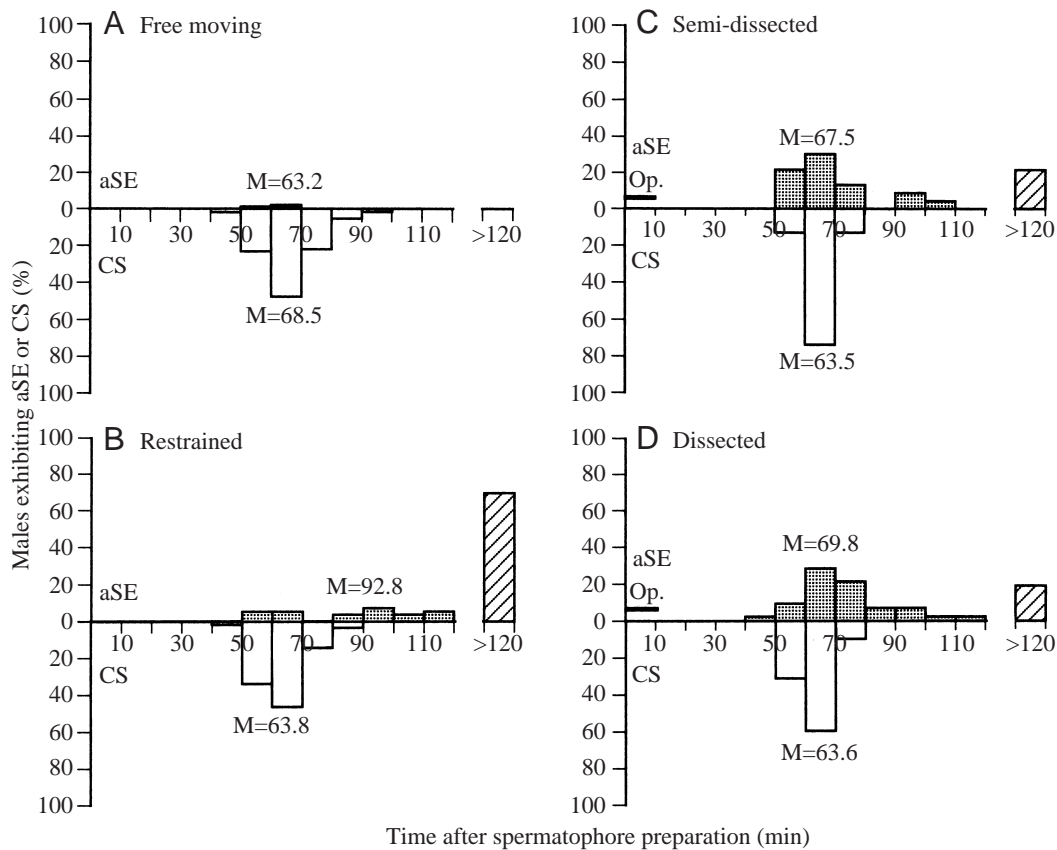 A Free moving
100
80
60
40
20
0
20
40
60
80
100
aSE
M=63.2
10 30 50 70 90 110 >120
CS
M=68.5
C Semi-dissected
100
80
60
40
20
0
20
40
60
80
100
M=67.5
aSE
Op.
10 30 50 70 90 110 >120
CS
M=63.5
Males exhibiting aSE or CS (%)
B Restrained
100
80
60
40
20
0
20
40
60
80
100
M=92.8
aSE
10 30 50 70 90 110 >120
CS
M=63.8
D Dissected
100
80
60
40
20
0
20
40
60
80
100
M=69.8
aSE
Op.
10 30 50 70 90 110 >120
CS
M=63.6
Time after spermatophore preparation (min)